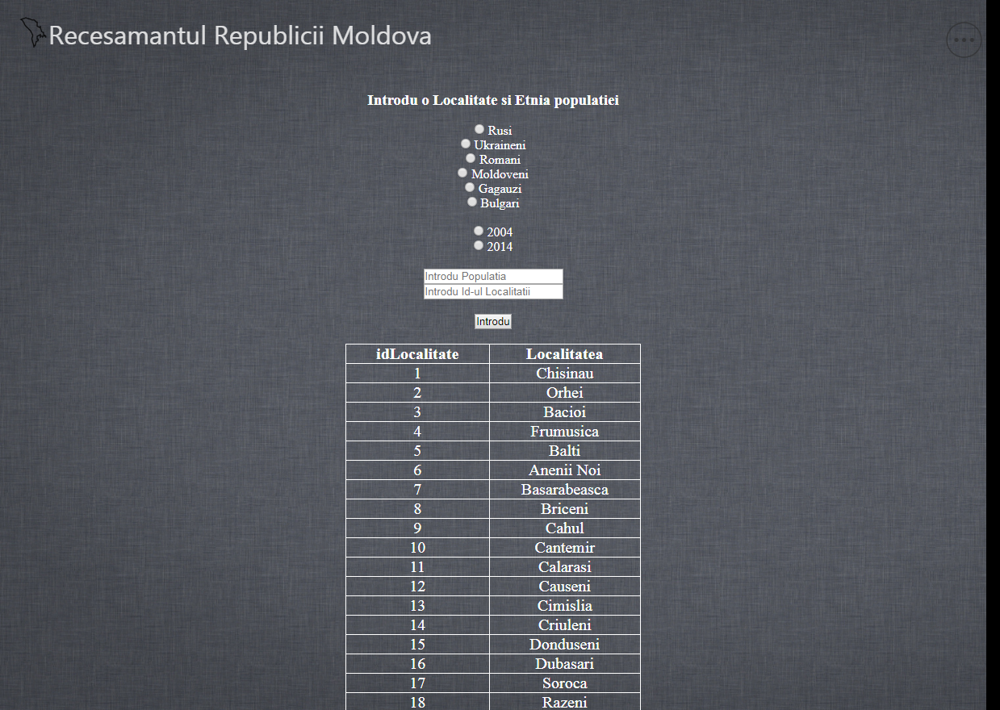 Recesamantul Republicii Moldova
Introdu o Localitate si Etnia populatiei
Rusi
Ukraineni
Romani
Moldoveni
Gagauzi
Bulgari
2004
2014
Introdu Populatia
Introdu Id-ul Localitatii
Introdu
idLocalitate Localitatea
1 Chisinau
2 Orhei
3 Bacioi
4 Frumusica
5 Balti
6 Anenii Noi
7 Basarabeasca
8 Briceni
9 Cahul
10 Cantemir
11 Calarasi
12 Causeni
13 Cimislia
14 Criuleni
15 Donduseni
16 Dubasari
17 Soroca
18 Razeni